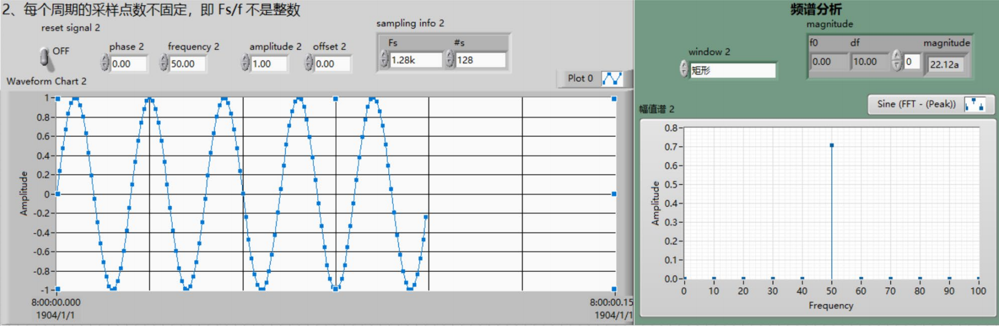 2、每个周期的采样点数不固定，即 Fs/f 不是整数
reset signal 2
OFF
phase 2
0.00
frequency 2
50.00
amplitude 2
1.00
offset 2
0.00
sampling info 2
Fs
#s
1.28k
128
Waveform Chart 2
Plot 0
Amplitude
1
0.8
0.6
0.4
0.2
0
-0.2
-0.4
-0.6
-0.8
-1
8:00:00.000
1904/1/1
8:00:00.15
1904/1/1
频谱分析
magnitude
f0
df
magnitude
0.00
10.00
0
22.12a
window 2
矩形
Sine (FFT - (Peak))
幅值谱 2
Amplitude
0.8
0.7
0.6
0.5
0.4
0.3
0.2
0.1
0.0
0 10 20 30 40 50 60 70 80 90 100
Frequency